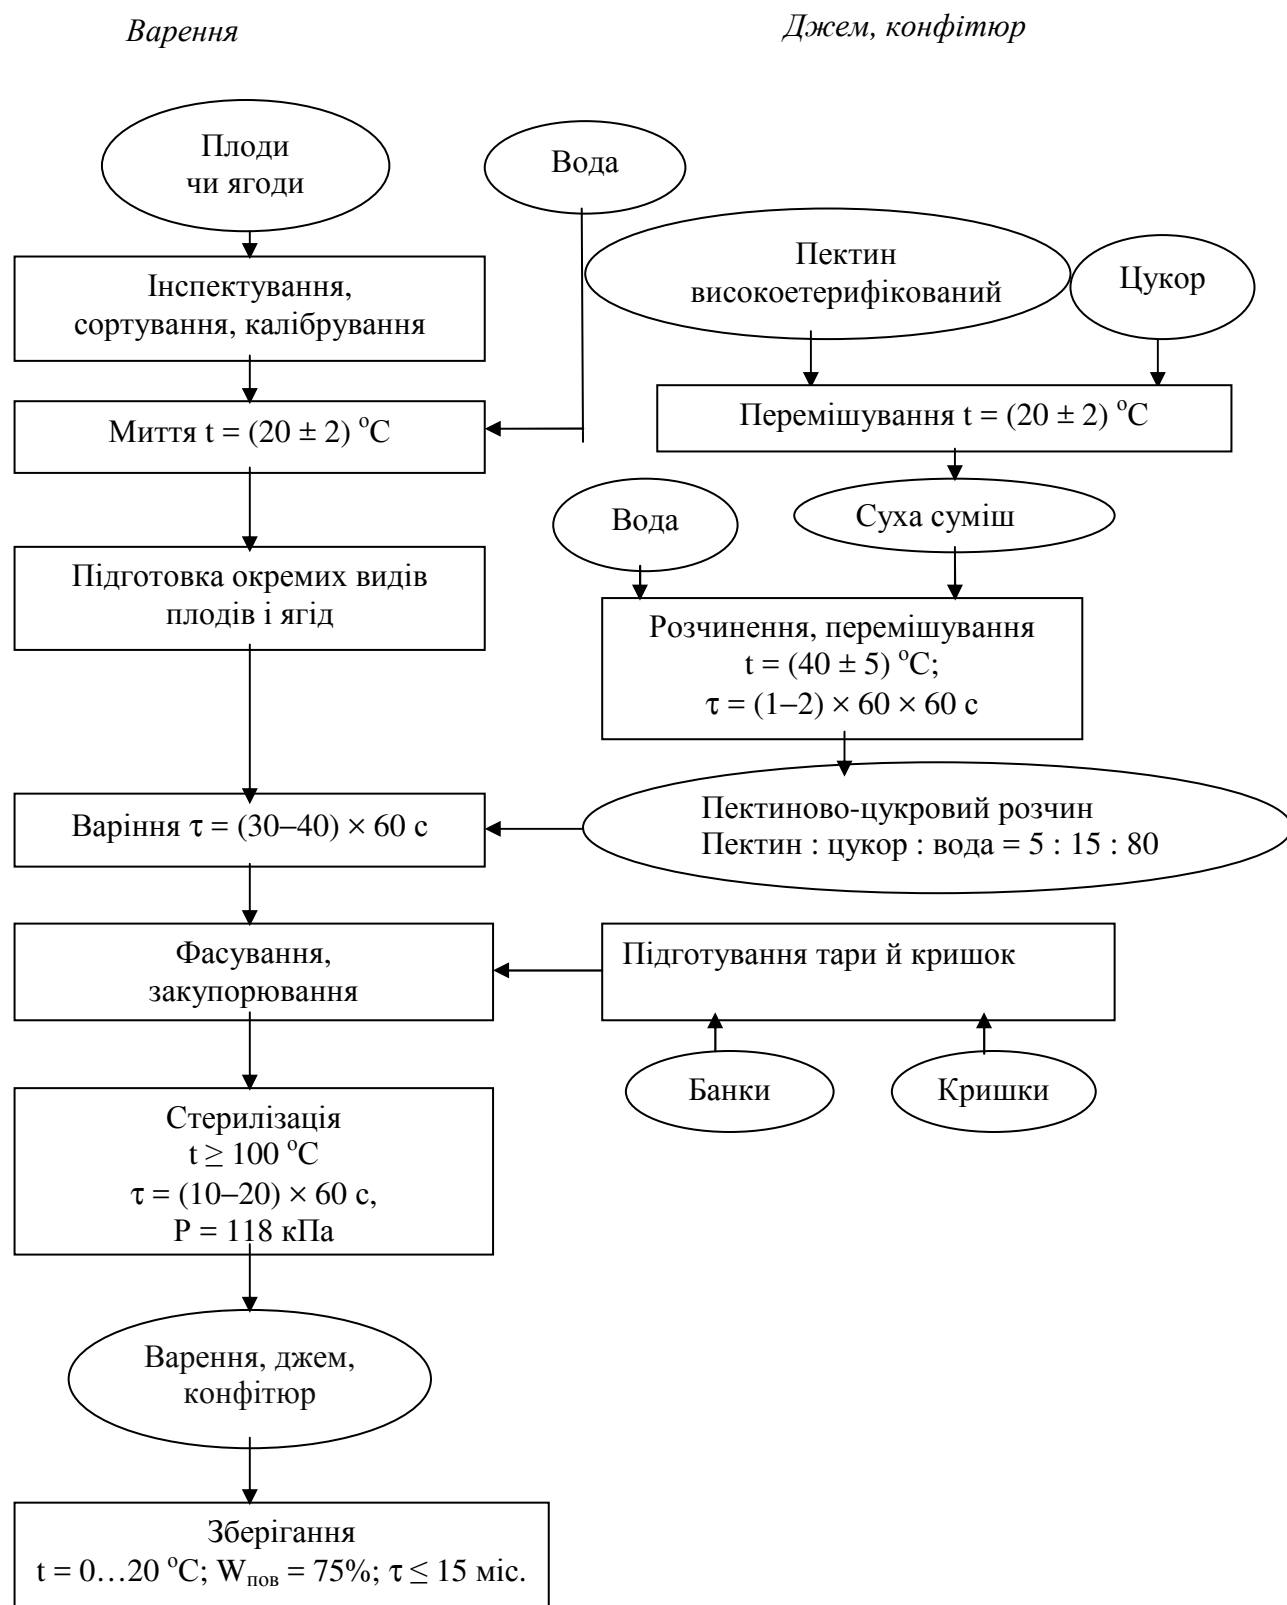 Варення
Джем, конфітюр
Плоди
чи ягоди
Вода
Пектин
високоетерифікований
Цукор
Інспектування,
сортування, калібрування
Миття t = (20 ± 2) °C
Перемішування t = (20 ± 2) °C
Вода
Суха суміш
Підготовка окремих видів
плодів і ягід
Розчинення, перемішування
t = (40 ± 5) °C;
τ = (1–2) × 60 × 60 с
Варіння τ = (30–40) × 60 с
Пектиново-цукровий розчин
Пектин : цукор : вода = 5 : 15 : 80
Фасування,
закупорювання
Підготування тари й кришок
Банки
Кришки
Стерилізація
t ≥ 100 °C
τ = (10–20) × 60 с,
Р = 118 кПа
Варення, джем,
конфітюр
Зберігання
t = 0…20 °C; Wпов = 75%; τ ≤ 15 міс.